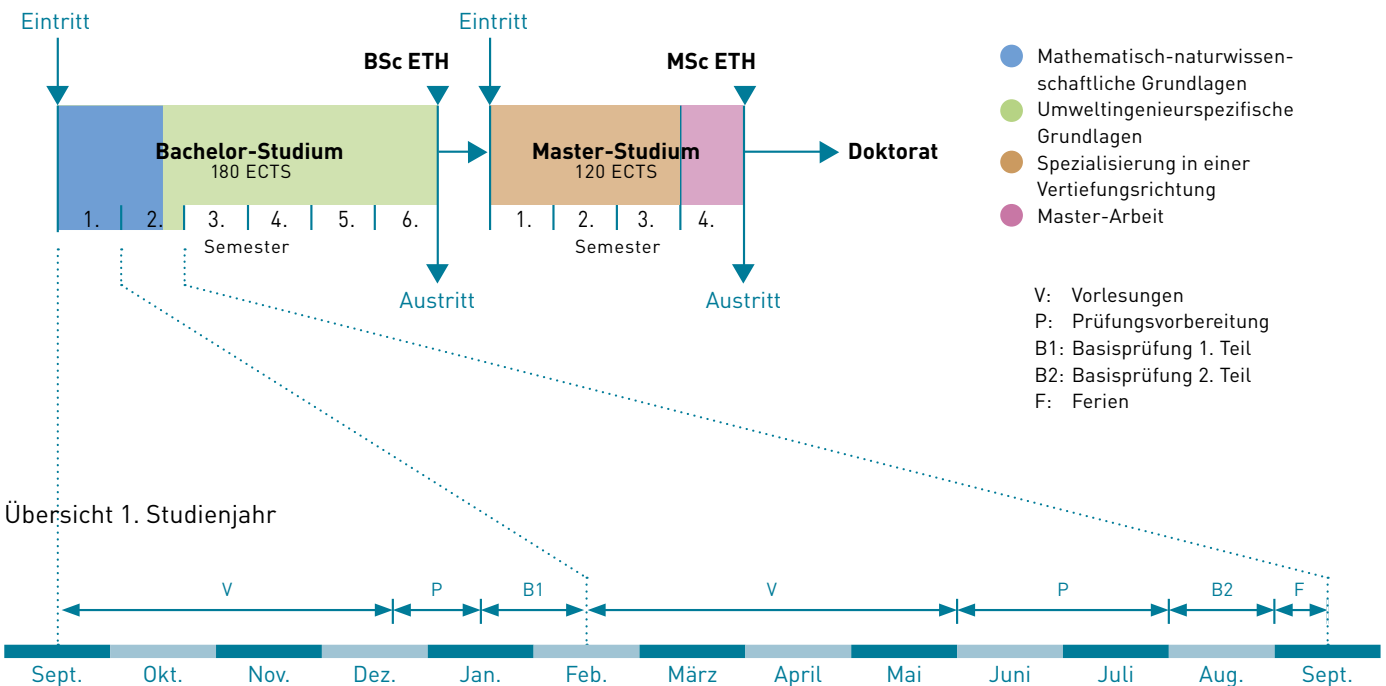 Eintritt
Eintritt
BSc ETH
MSc ETH
Bachelor-Studium
180 ECTS
Master-Studium
120 ECTS
Doktorat
1. 2. 3. 4. 5. 6.
Semester
1. 2. 3. 4.
Semester
Austritt
Austritt
Mathematisch-naturwissen-
schaftliche Grundlagen
Umweltingenieurspezifische
Grundlagen
Spezialisierung in einer
Vertiefungsrichtung
Master-Arbeit
V: Vorlesungen
P: Prüfungsvorbereitung
B1: Basisprüfung 1. Teil
B2: Basisprüfung 2. Teil
F: Ferien
Übersicht 1. Studienjahr
V P B1 V P B2 F
Sept. Okt. Nov. Dez. Jan. Feb. März April Mai Juni Juli Aug. Sept.